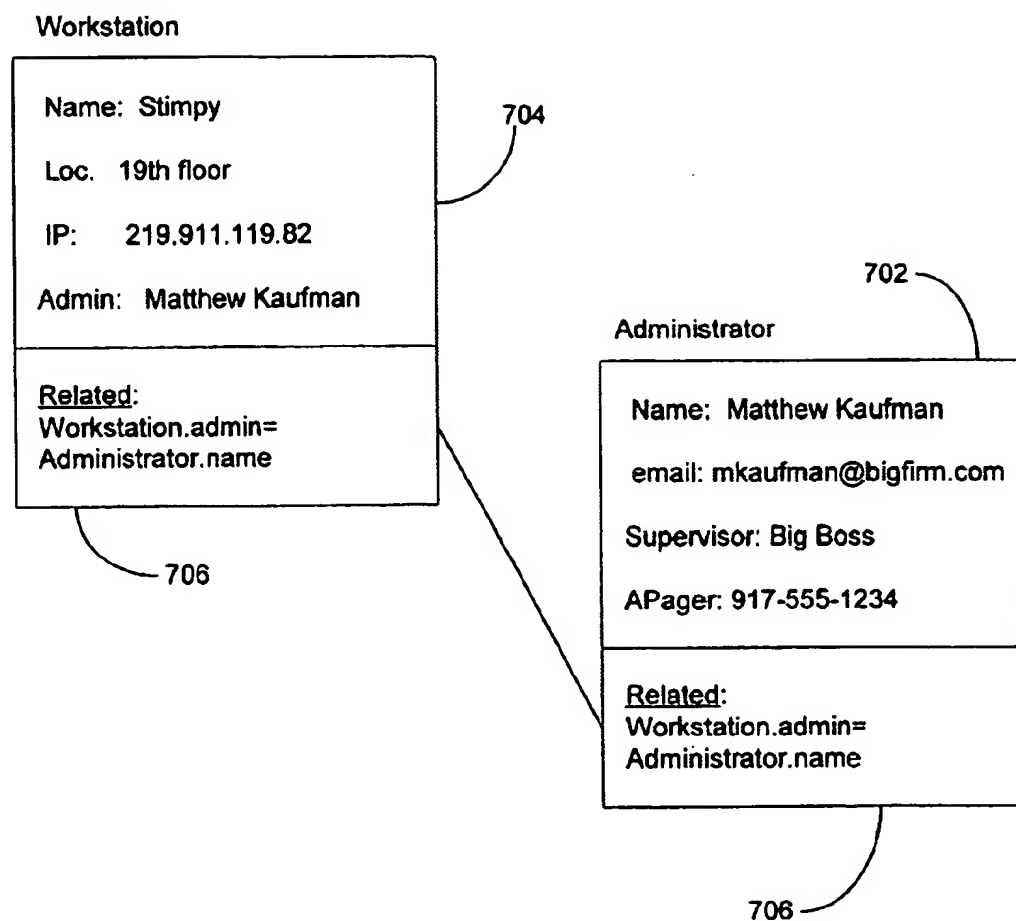 Workstation
Name: Stimpy
Loc. 19th floor
IP: 219.911.119.82
Admin: Matthew Kaufman
Related:
Workstation.admin=
Administrator.name
704
706
702
Administrator
Name: Matthew Kaufman
email: mkaufman@bigfirm.com
Supervisor: Big Boss
APager: 917-555-1234
Related:
Workstation.admin=
Administrator.name
706